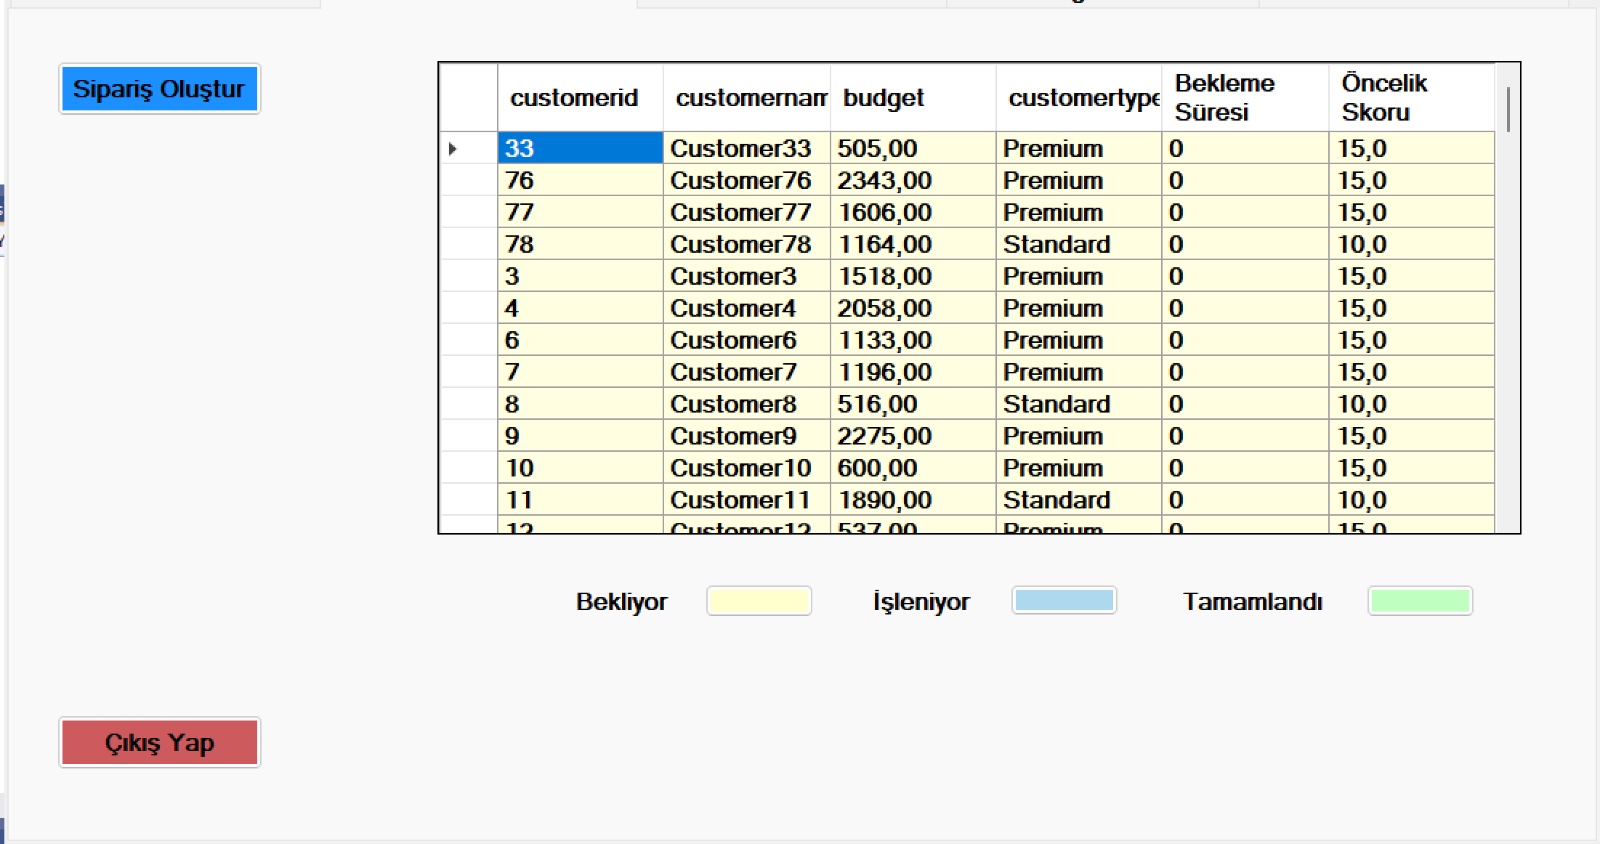 Sipariş Oluştur
customerid customernam budget customertype Bekleme Süresi Öncelik Skoru
33 Customer33 505,00 Premium 0 15,0
76 Customer76 2343,00 Premium 0 15,0
77 Customer77 1606,00 Premium 0 15,0
78 Customer78 1164,00 Standard 0 10,0
3 Customer3 1518,00 Premium 0 15,0
4 Customer4 2058,00 Premium 0 15,0
6 Customer6 1133,00 Premium 0 15,0
7 Customer7 1196,00 Premium 0 15,0
8 Customer8 516,00 Standard 0 10,0
9 Customer9 2275,00 Premium 0 15,0
10 Customer10 600,00 Premium 0 15,0
11 Customer11 1890,00 Standard 0 10,0
12 Customer12 537,00 Premium 0 15,0
Bekliyor İşleniyor Tamamlandı
Çıkış Yap